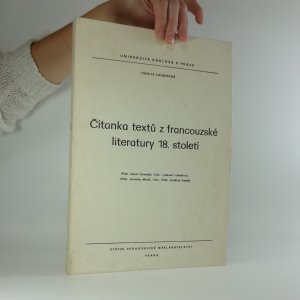 UNIVERZITA KARLOVA V PRAZE
FAKULTA FILOZOFICKÁ
Čítanka textů z francouzské
literatury 18. století
STÁTNÍ PEDAGOGICKÉ NAKLADATELSTVÍ
PRAHA